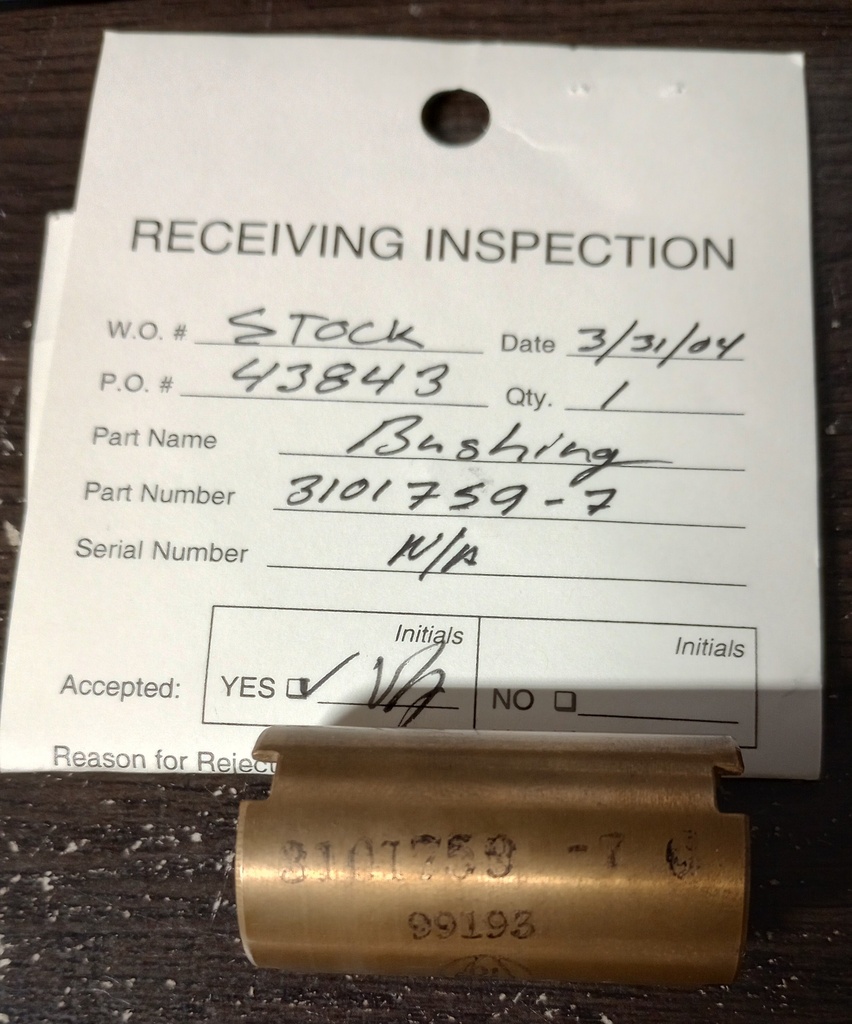 RECEIVING INSPECTION
W.O. # STOCK Date 3/31/04
P.O. # 43843 Qty. 1
Part Name Bushing
Part Number 3101759-7
Serial Number N/A
Initials Initials
Accepted: YES NO
Reason for Reject
3101759 -7
99193